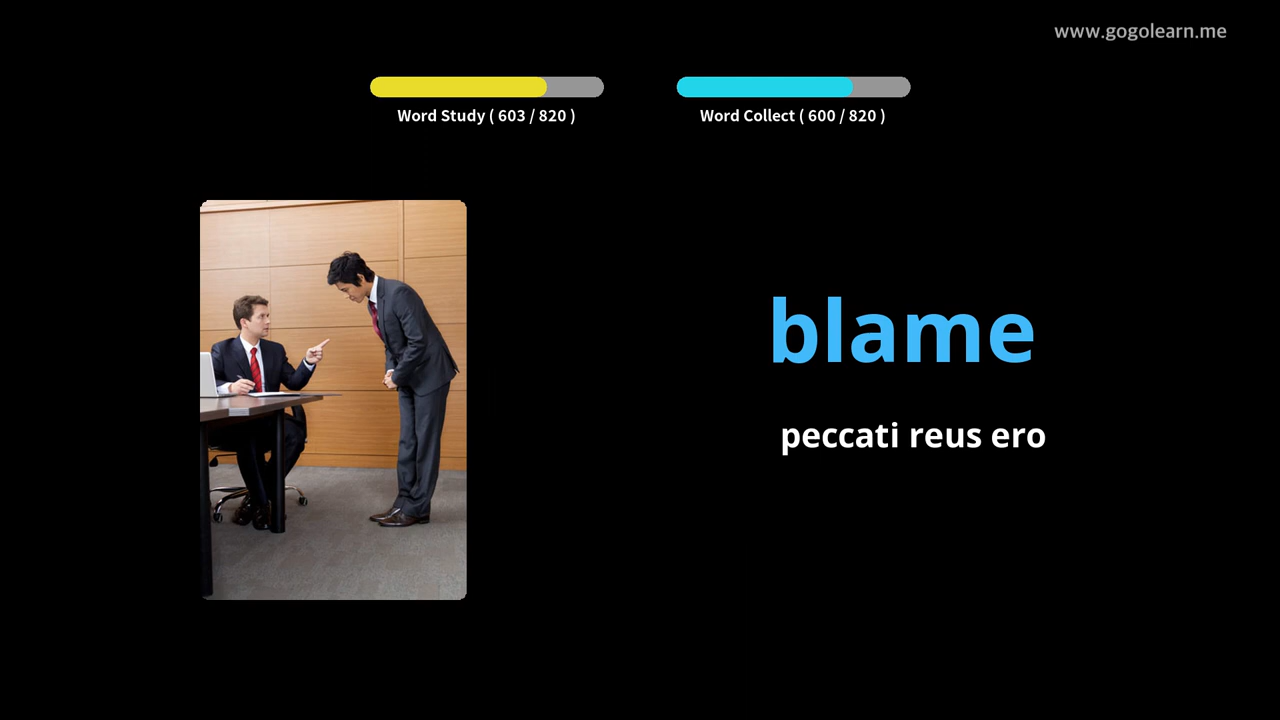 www.gogolearn.me
Word Study ( 603 / 820 )
Word Collect ( 600 / 820 )
blame
peccati reus ero